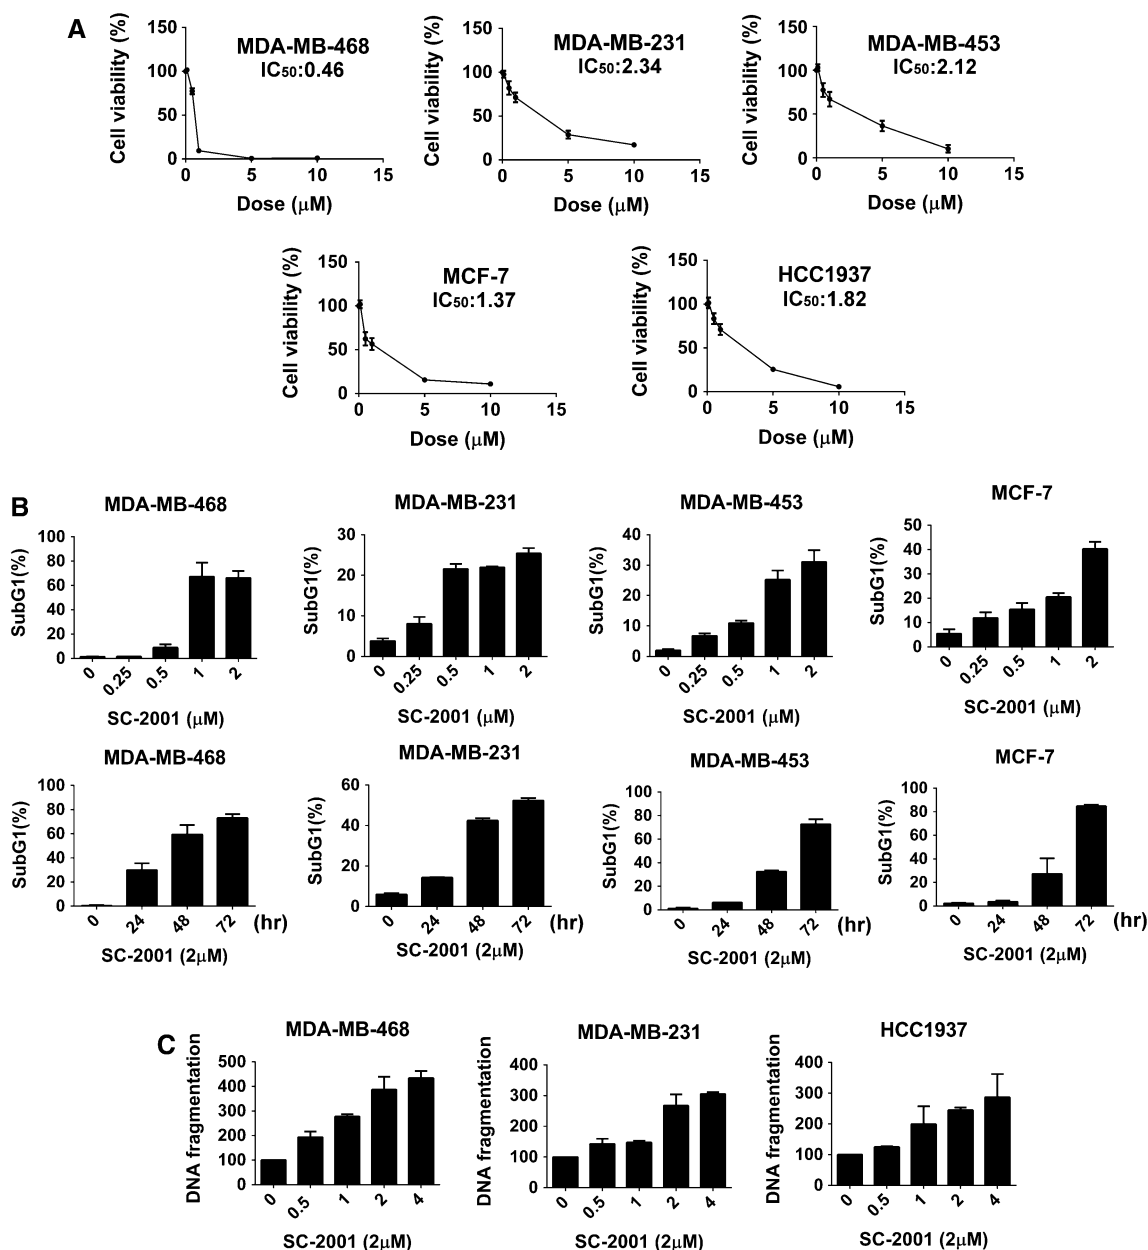 A
MDA-MB-468
IC50:0.46
Cell viability (%)
150
100
50
0
0 5 10 15
Dose (μM)
MDA-MB-231
IC50:2.34
Cell viability (%)
150
100
50
0
0 5 10 15
Dose (μM)
MDA-MB-453
IC50:2.12
Cell viability (%)
150
100
50
0
0 5 10 15
Dose (μM)
MCF-7
IC50:1.37
Cell viability (%)
150
100
50
0
0 5 10 15
Dose (μM)
HCC1937
IC50:1.82
Cell viability (%)
150
100
50
0
0 5 10 15
Dose (μM)
B
MDA-MB-468
SubG1(%)
100
80
60
40
20
0
0 0.25 0.5 1 2
SC-2001 (μM)
MDA-MB-231
SubG1(%)
30
20
10
0
0 0.25 0.5 1 2
SC-2001 (μM)
MDA-MB-453
SubG1(%)
40
30
20
10
0
0 0.25 0.5 1 2
SC-2001 (μM)
MCF-7
SubG1(%)
50
40
30
20
10
0
0 0.25 0.5 1 2
SC-2001 (μM)
MDA-MB-468
SubG1(%)
100
80
60
40
20
0
0 24 48 72 (hr)
SC-2001 (2μM)
MDA-MB-231
SubG1(%)
60
40
20
0
0 24 48 72 (hr)
SC-2001 (2μM)
MDA-MB-453
SubG1(%)
100
80
60
40
20
0
0 24 48 72 (hr)
SC-2001 (2μM)
MCF-7
SubG1(%)
100
80
60
40
20
0
0 24 48 72 (hr)
SC-2001 (2μM)
C
MDA-MB-468
DNA fragmentation
500
400
300
200
100
0
0 0.5 1 2 4
SC-2001 (2μM)
MDA-MB-231
DNA fragmentation
400
300
200
100
0
0 0.5 1 2 4
SC-2001 (2μM)
HCC1937
DNA fragmentation
400
300
200
100
0
0 0.5 1 2 4
SC-2001 (2μM)